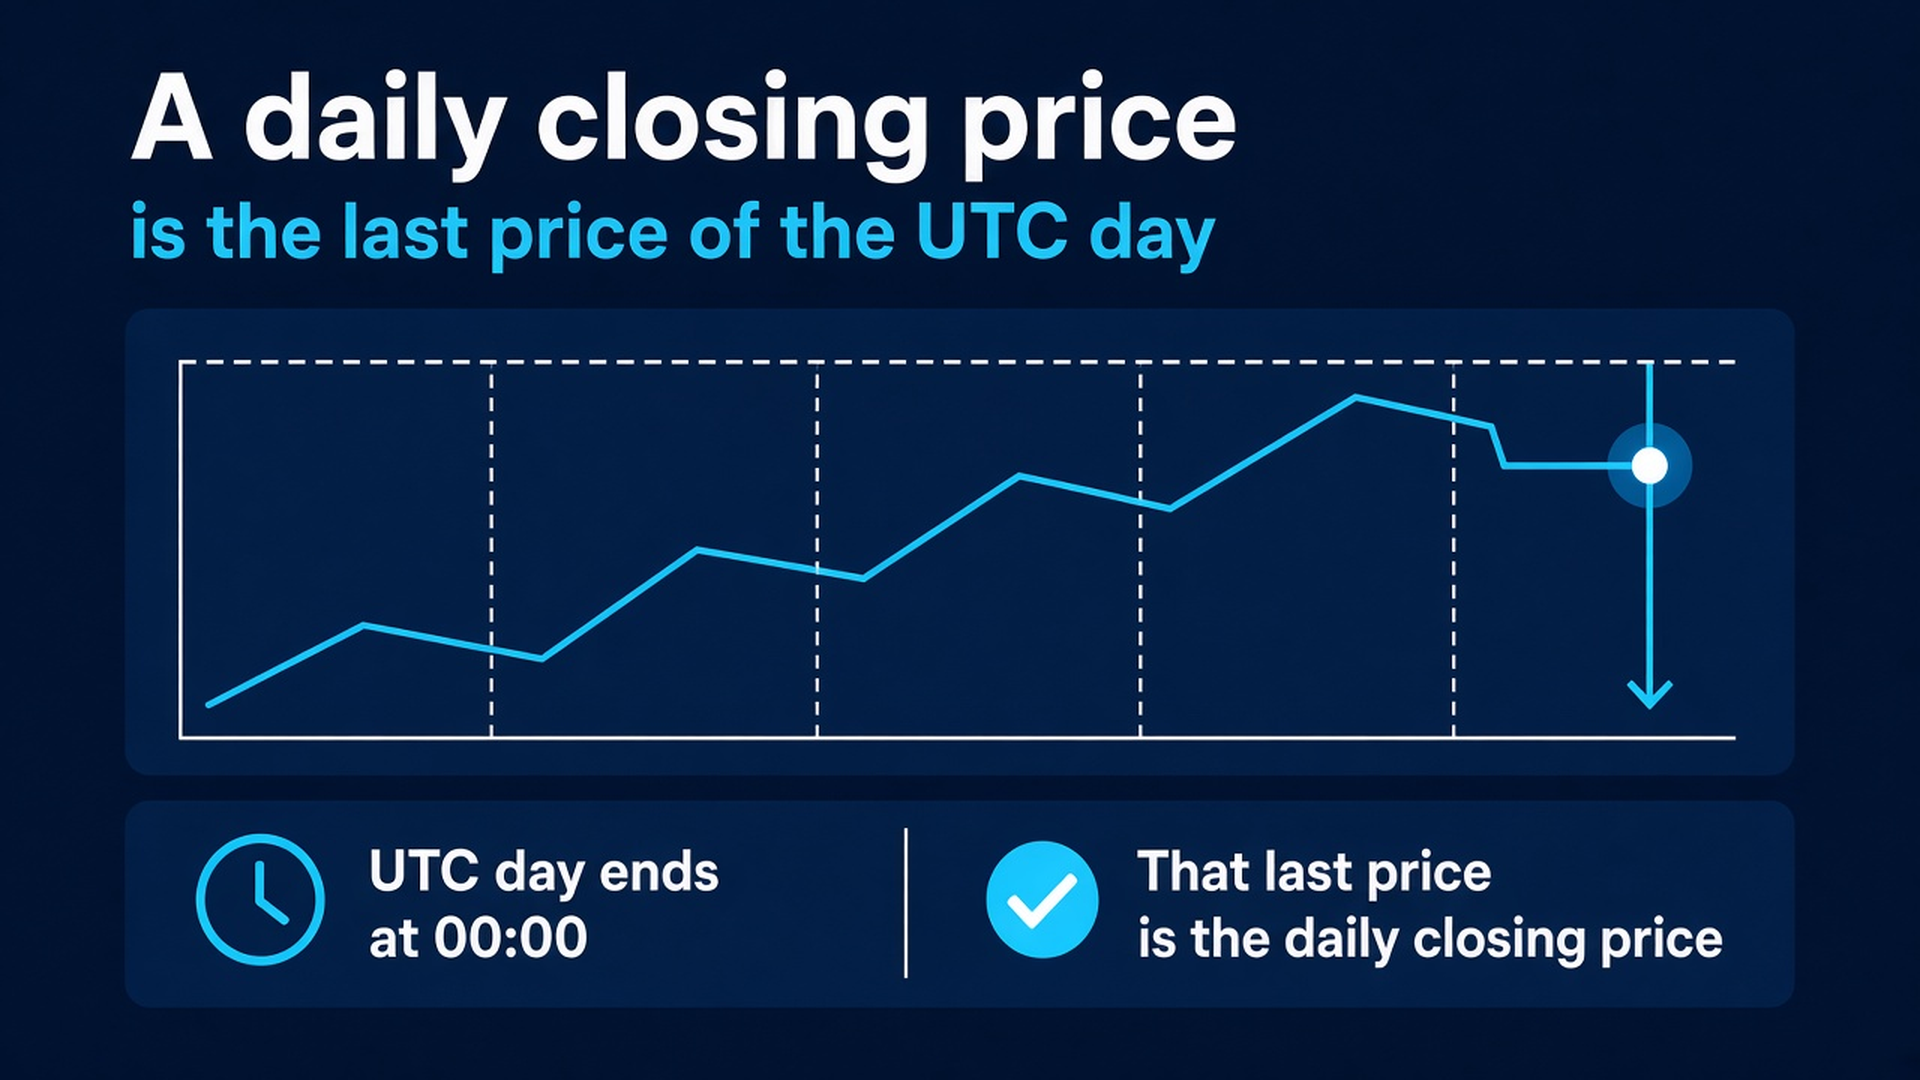 A daily closing price
is the last price of the UTC day
UTC day ends
at 00:00
That last price
is the daily closing price